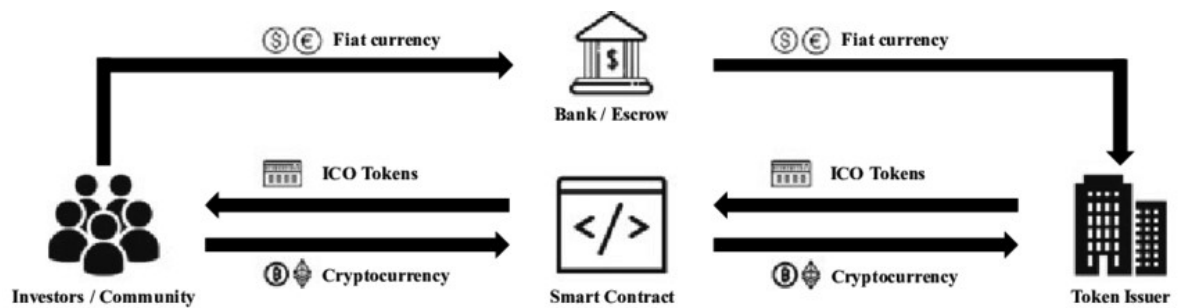 $ € Fiat currency
$ € Fiat currency
$
Bank / Escrow
ICO Tokens
ICO Tokens
</>
Cryptocurrency
Cryptocurrency
Investors / Community
Smart Contract
Token Issuer